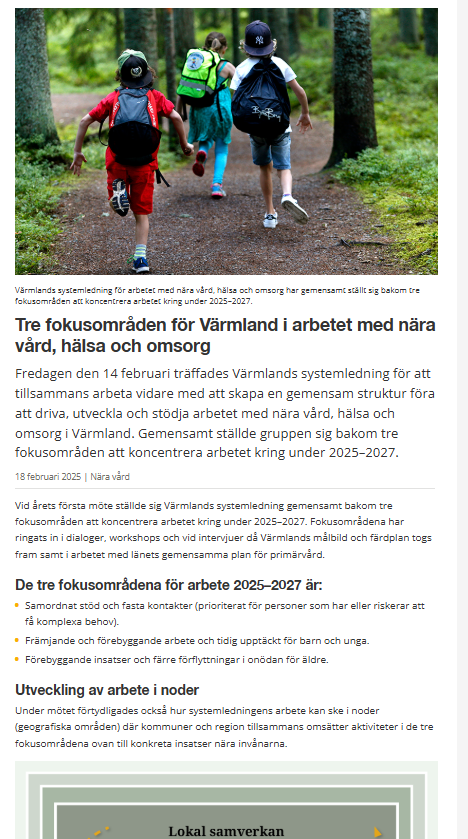 Värmlands systemledning för arbetet med nära vård, hälsa och omsorg har gemensamt ställt sig bakom tre
fokusområden att koncentrera arbetet kring under 2025–2027.
Tre fokusområden för Värmland i arbetet med nära
vård, hälsa och omsorg
Fredagen den 14 februari träffades Värmlands systemledning för att
tillsammans arbeta vidare med att skapa en gemensam struktur föra
att driva, utveckla och stödja arbetet med nära vård, hälsa och
omsorg i Värmland. Gemensamt ställde gruppen sig bakom tre
fokusområden att koncentrera arbetet kring under 2025–2027.
18 februari 2025 | Nära vård
Vid årets första möte ställde sig Värmlands systemledning gemensamt bakom tre
fokusområden att koncentrera arbetet kring under 2025–2027. Fokusområdena har
ringats in i dialoger, workshops och vid intervjuer då Värmlands målbild och färdplan togs
fram samt i arbetet med länets gemensamma plan för primärvård.
De tre fokusområdena för arbete 2025–2027 är:
Samordnat stöd och fasta kontakter (prioriterat för personer som har eller riskerar att
få komplexa behov).
Främjande och förebyggande arbete och tidig upptäckt för barn och unga.
Förebyggande insatser och färre förflyttningar i onödan för äldre.
Utveckling av arbete i noder
Under mötet förtydligades också hur systemledningens arbete kan ske i noder
(geografiska områden) där kommuner och region tillsammans omsätter aktiviteter i de tre
fokusområdena ovan till konkreta insatser nära invånarna.
Lokal samverkan